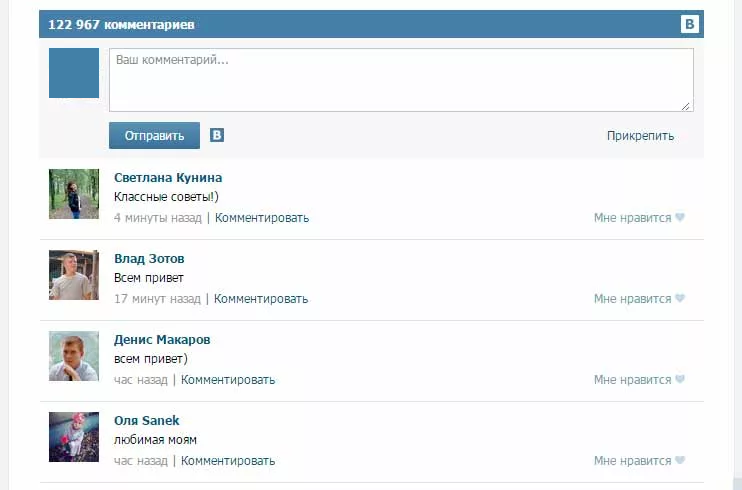 122 967 комментариев
B
Ваш комментарий...
Отправить B Прикрепить
Светлана Кунина
Классные советы!)
4 минуты назад | Комментировать Мне нравится
Влад Зотов
Всем привет
17 минут назад | Комментировать Мне нравится
Денис Макаров
всем привет)
час назад | Комментировать Мне нравится
Оля Sanek
любимая моям
час назад | Комментировать Мне нравится